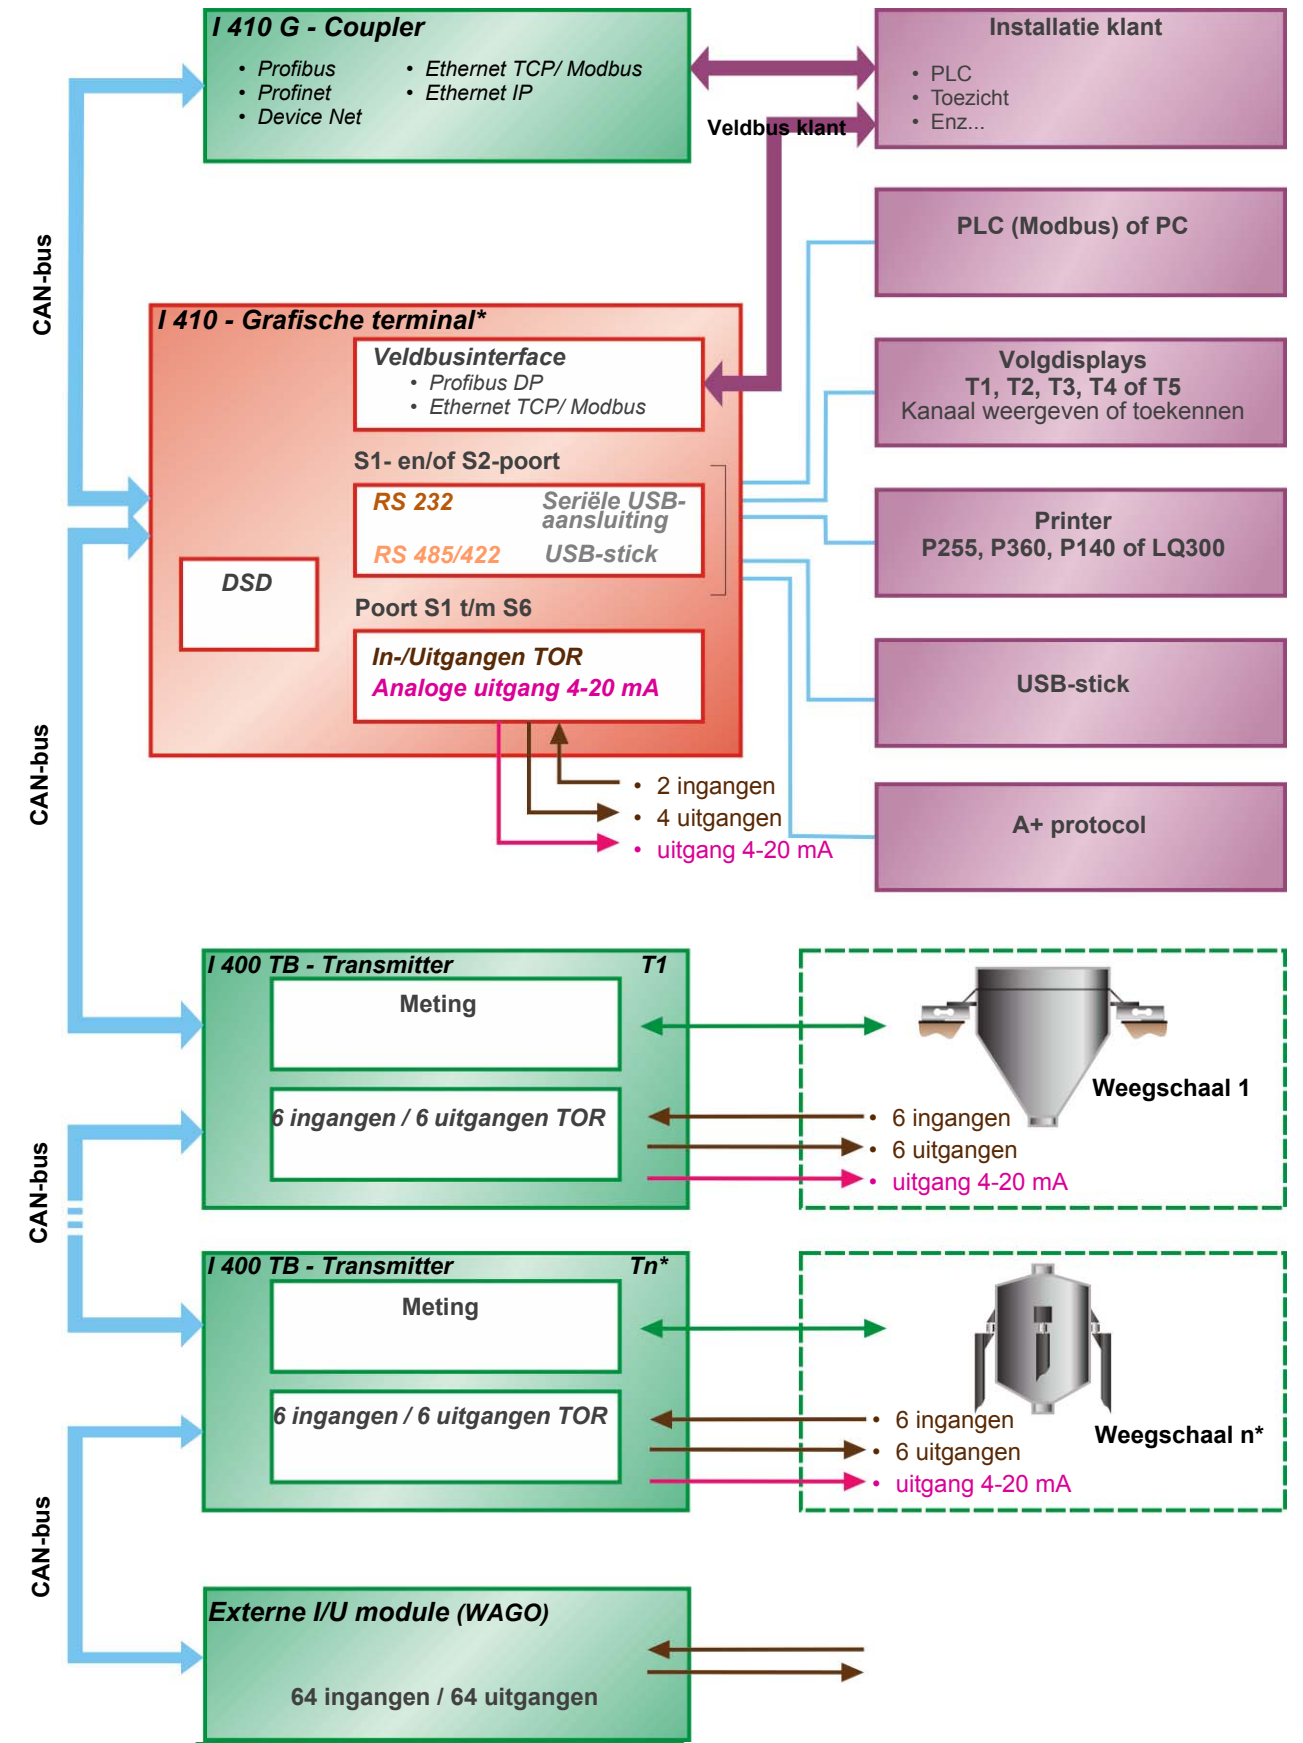 I 410 G - Coupler
• Profibus
• Profinet
• Device Net
• Ethernet TCP/ Modbus
• Ethernet IP
Installatie klant
• PLC
• Toezicht
• Enz...
Veldbus klant
CAN-bus
PLC (Modbus) of PC
I 410 - Grafische terminal*
Veldbusinterface
• Profibus DP
• Ethernet TCP/ Modbus
Volgdisplays
T1, T2, T3, T4 of T5
Kanaal weergeven of toekennen
S1- en/of S2-poort
RS 232
Seriële USB-
aansluiting
RS 485/422
USB-stick
Printer
P255, P360, P140 of LQ300
DSD
Poort S1 t/m S6
In-/Uitgangen TOR
Analoge uitgang 4-20 mA
USB-stick
CAN-bus
• 2 ingangen
• 4 uitgangen
• uitgang 4-20 mA
A+ protocol
I 400 TB - Transmitter
T1
Meting
6 ingangen / 6 uitgangen TOR
Weegschaal 1
• 6 ingangen
• 6 uitgangen
• uitgang 4-20 mA
CAN-bus
I 400 TB - Transmitter
Tn*
Meting
6 ingangen / 6 uitgangen TOR
• 6 ingangen
• 6 uitgangen
• uitgang 4-20 mA
Weegschaal n*
CAN-bus
Externe I/U module (WAGO)
64 ingangen / 64 uitgangen